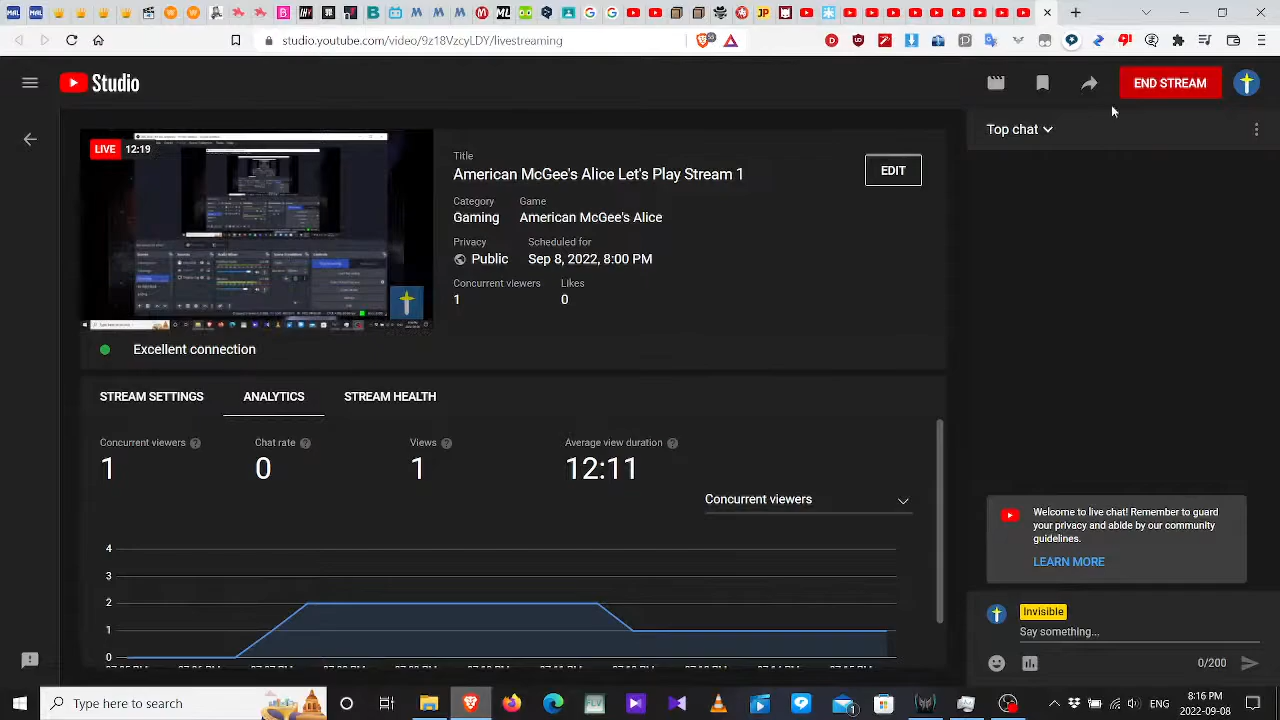 studio.youtube.com/video/9z18VzcyLDY/livestreaming
Studio
END STREAM
LIVE 12:19
Title
American McGee's Alice Let's Play Stream 1
EDIT
Gaming American McGee's Alice
Privacy Scheduled for
Public Sep 8, 2022, 8:00 PM
Concurrent viewers Likes
1 0
Excellent connection
Top chat
STREAM SETTINGS ANALYTICS STREAM HEALTH
Concurrent viewers Chat rate Views Average view duration
1 0 1 12:11
Concurrent viewers
4
3
2
1
0
Welcome to live chat! Remember to guard
your privacy and abide by our community
guidelines.
LEARN MORE
Invisible
Say something...
0/200
Type here to search
ENG
8:16 PM
2022-09-08